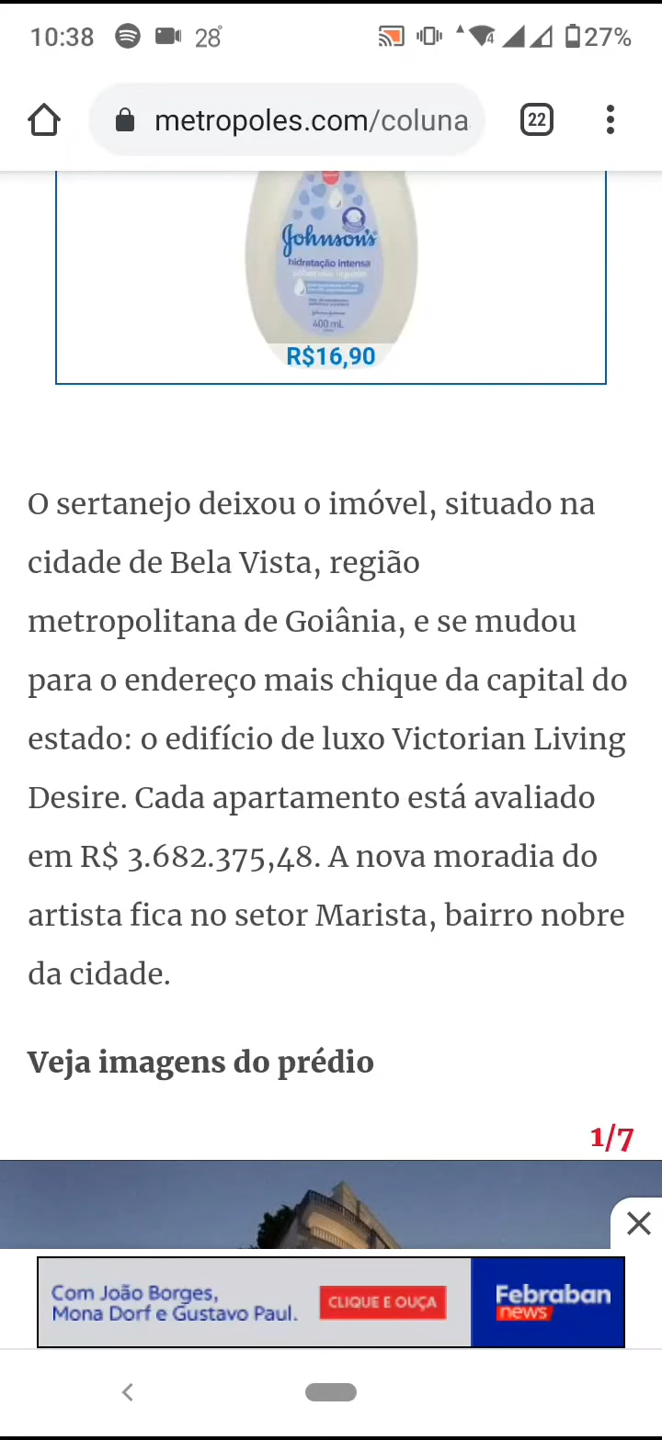 10:38 28° 4 27%
metropoles.com/coluna 22
Johnson's
hidratação intensa
400 mL
R$16,90
O sertanejo deixou o imóvel, situado na
cidade de Bela Vista, região
metropolitana de Goiânia, e se mudou
para o endereço mais chique da capital do
estado: o edifício de luxo Victorian Living
Desire. Cada apartamento está avaliado
em R$ 3.682.375,48. A nova moradia do
artista fica no setor Marista, bairro nobre
da cidade.
Veja imagens do prédio
1/7
Com João Borges,
Mona Dorf e Gustavo Paul.
CLIQUE E OUÇA
Febraban
news